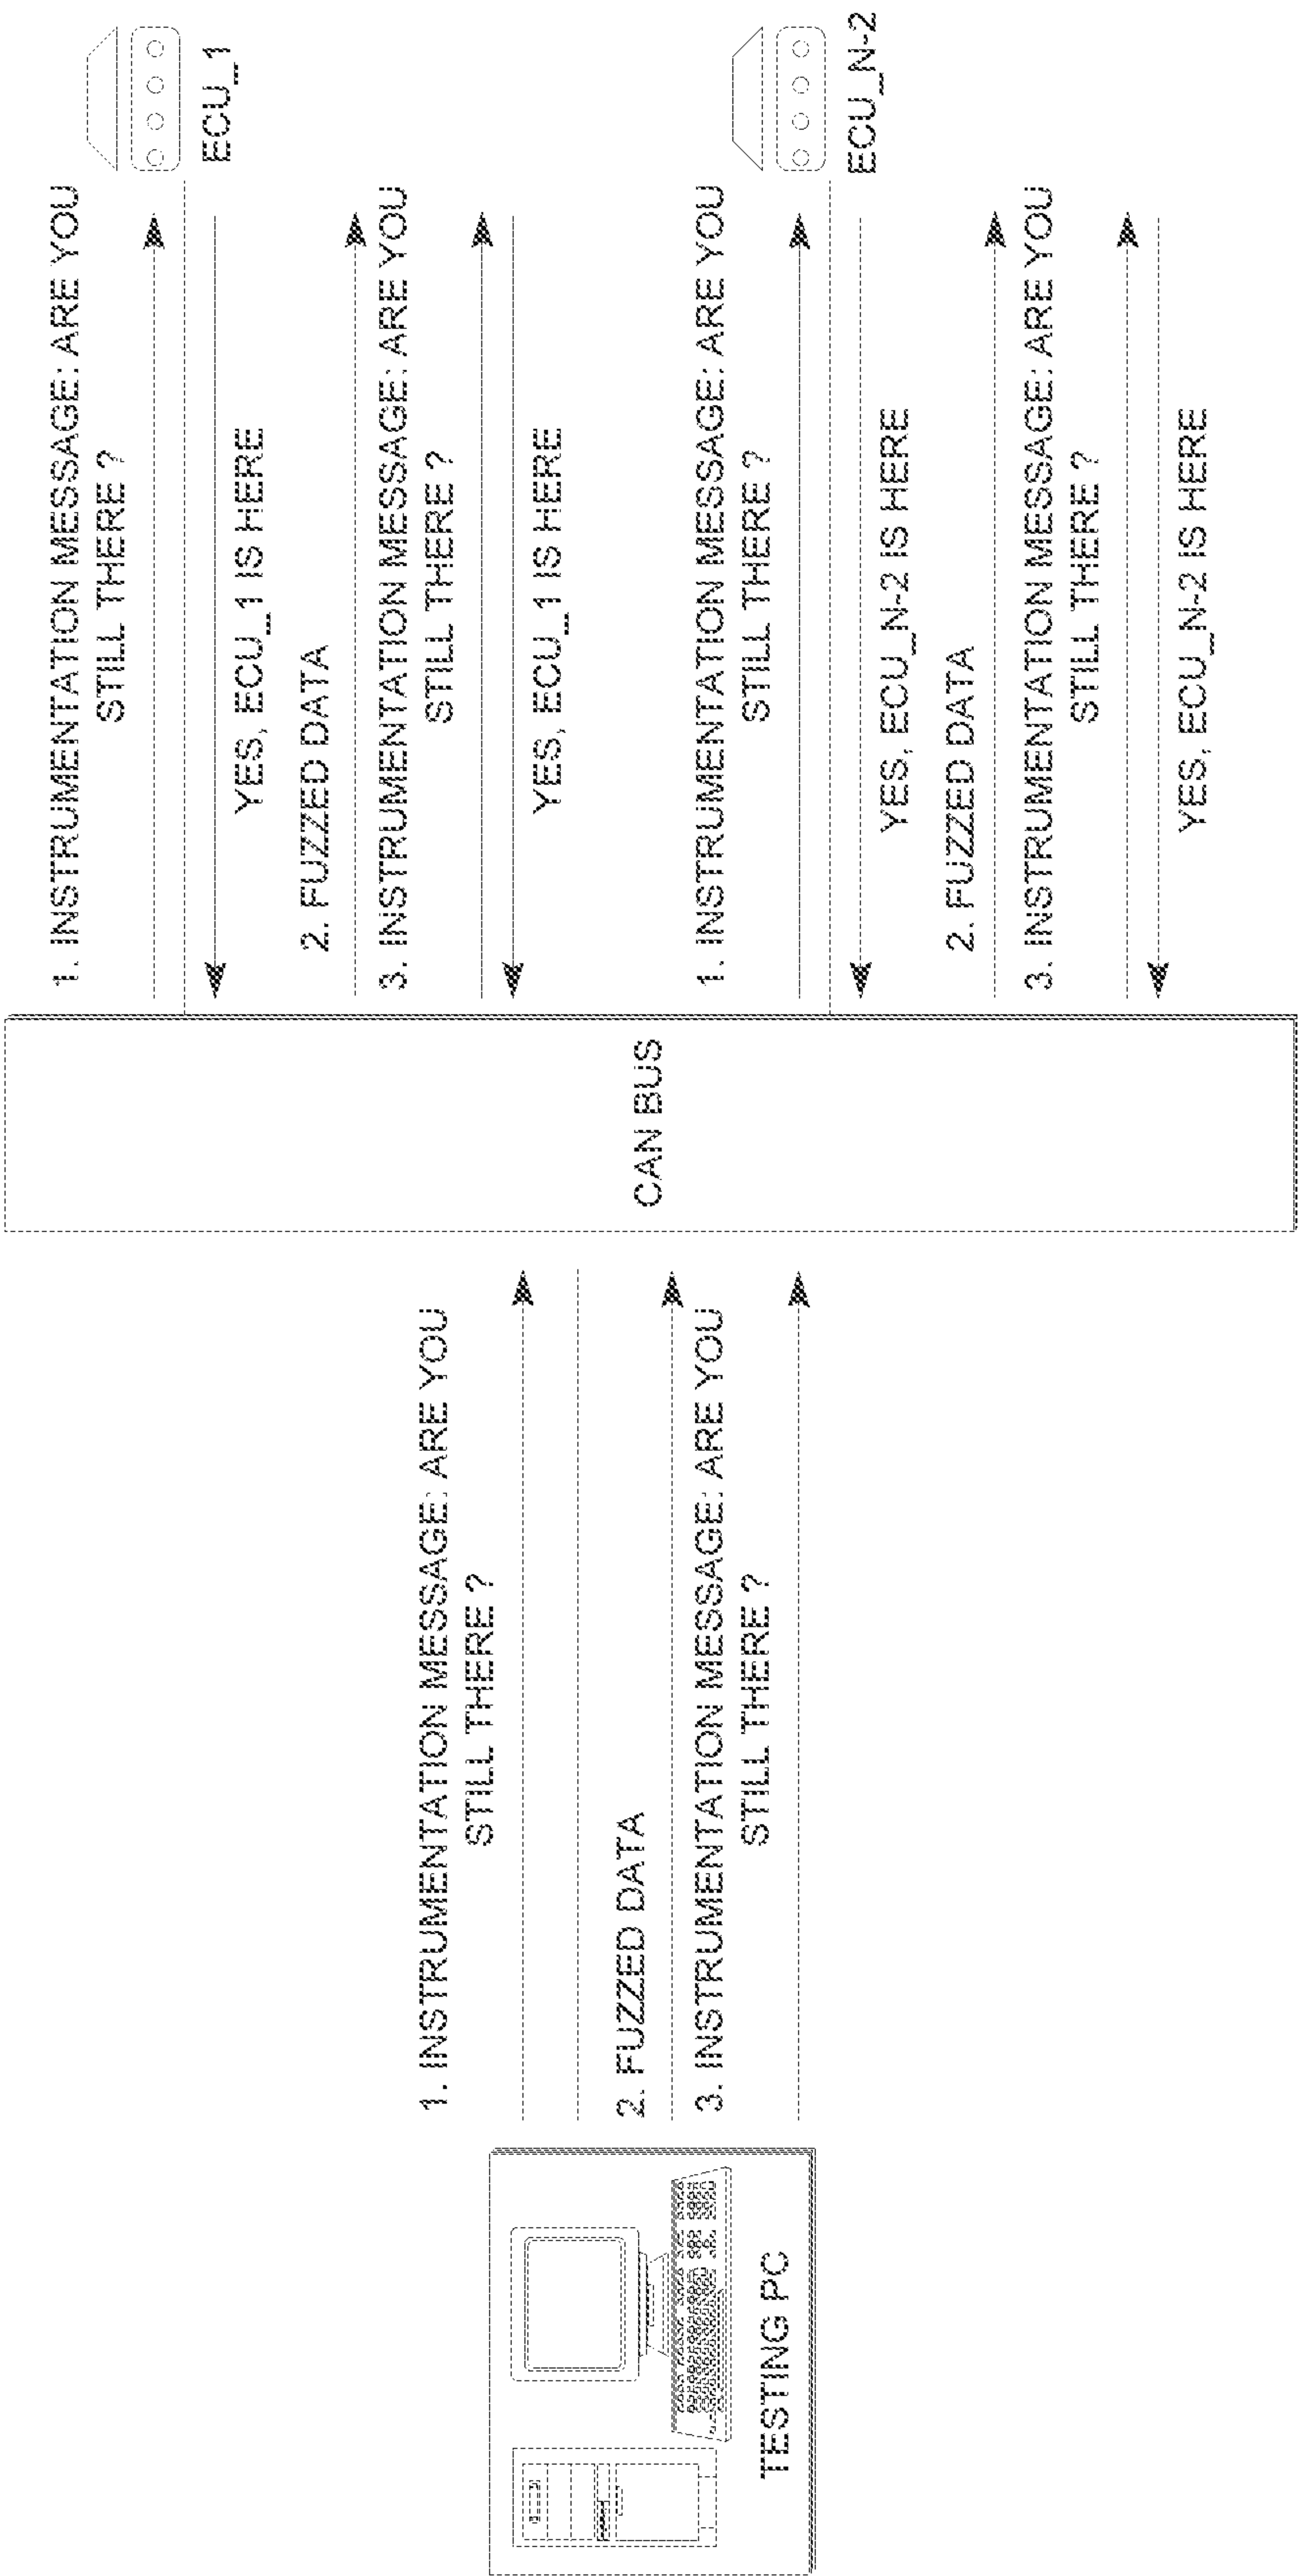 1. INSTRUMENTATION MESSAGE: ARE YOU
STILL THERE ?
2. FUZZED DATA
3. INSTRUMENTATION MESSAGE: ARE YOU
STILL THERE ?
TESTING PC
CAN BUS
1. INSTRUMENTATION MESSAGE: ARE YOU
STILL THERE ?
YES, ECU_1 IS HERE
2. FUZZED DATA
3. INSTRUMENTATION MESSAGE: ARE YOU
STILL THERE ?
YES, ECU_1 IS HERE
ECU_1
1. INSTRUMENTATION MESSAGE: ARE YOU
STILL THERE ?
YES, ECU_N-2 IS HERE
2. FUZZED DATA
3. INSTRUMENTATION MESSAGE: ARE YOU
STILL THERE ?
YES, ECU_N-2 IS HERE
ECU_N-2